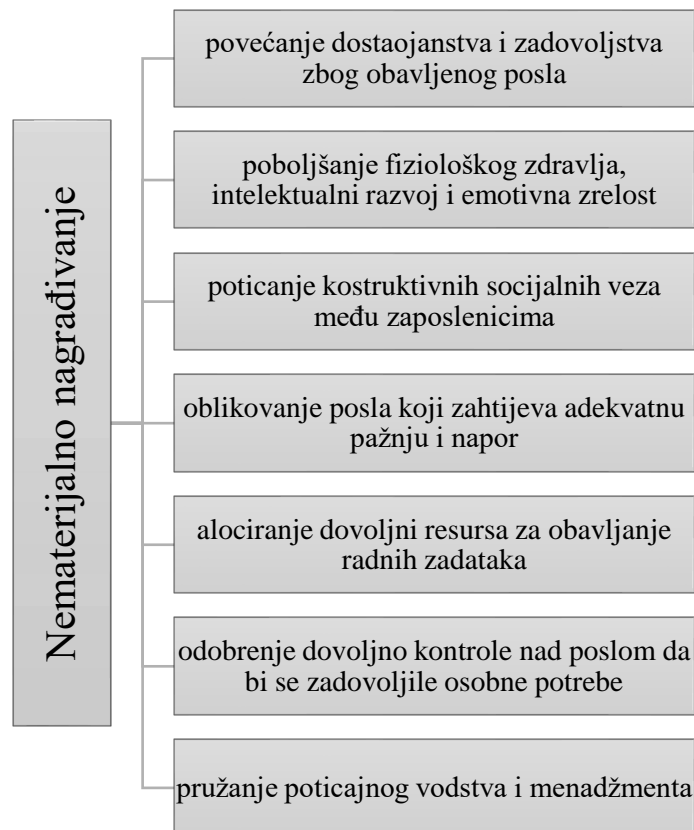 Nematerijalno nagrađivanje
povećanje dostaojanstva i zadovoljstva
zbog obavljenog posla
poboljšanje fiziološkog zdravlja,
intelektualni razvoj i emotivna zrelost
poticanje kostruktivnih socijalnih veza
među zaposlenicima
oblikovanje posla koji zahtijeva adekvatnu
pažnju i napor
alociranje dovoljni resursa za obavljanje
radnih zadataka
odobrenje dovoljno kontrole nad poslom da
bi se zadovoljile osobne potrebe
pružanje poticajnog vodstva i menadžmenta